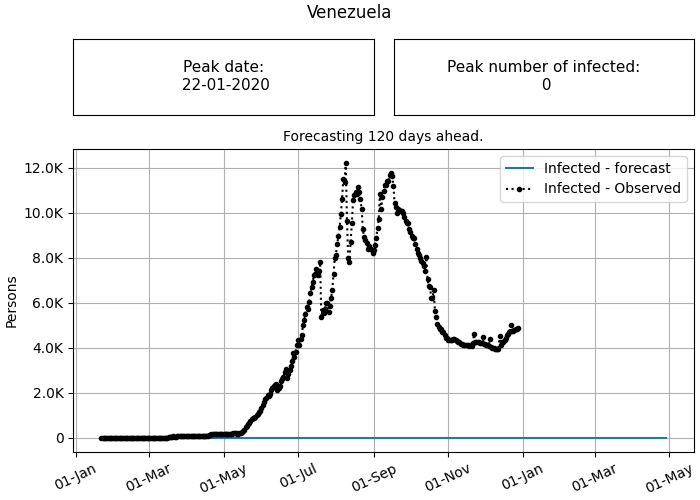 Venezuela
Peak date:
22-01-2020
Peak number of infected:
0
Forecasting 120 days ahead.
Infected - forecast
Infected - Observed
Persons
12.0K
10.0K
8.0K
6.0K
4.0K
2.0K
0
01-Jan
01-Mar
01-May
01-Jul
01-Sep
01-Nov
01-Jan
01-Mar
01-May